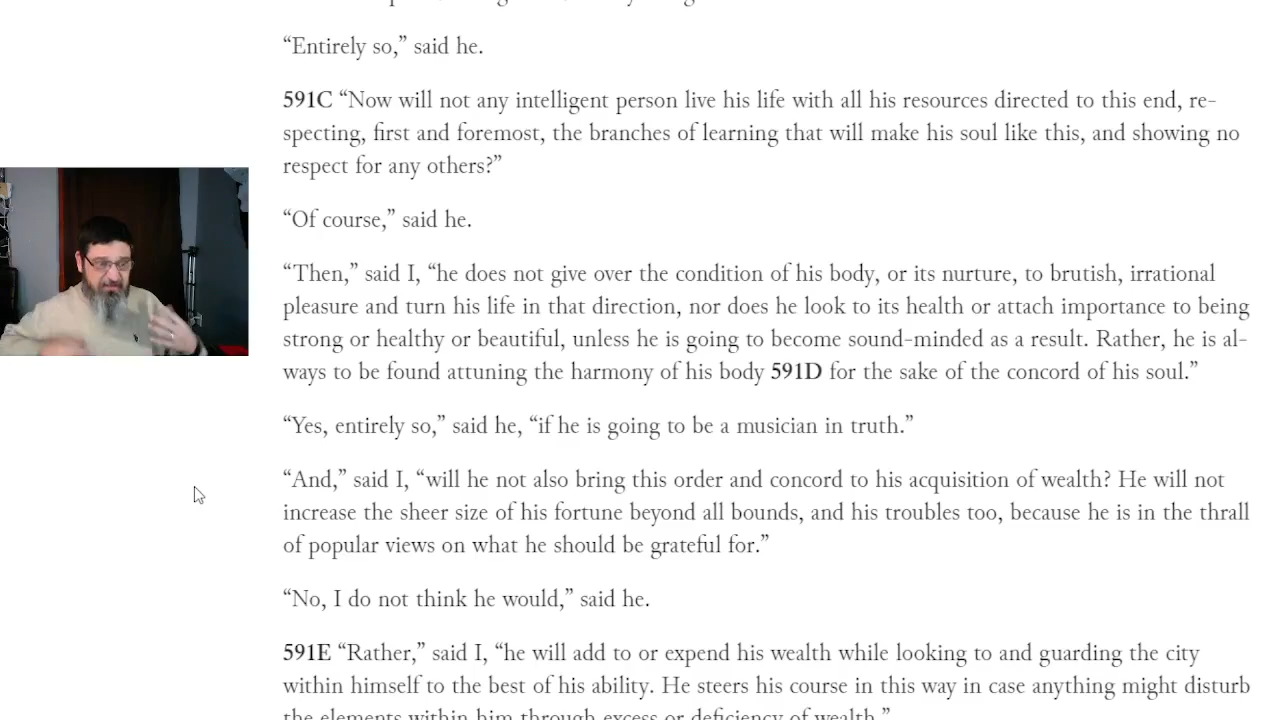 “Entirely so,” said he.
591C “Now will not any intelligent person live his life with all his resources directed to this end, re-
specting, first and foremost, the branches of learning that will make his soul like this, and showing no
respect for any others?”
“Of course,” said he.
“Then,” said I, “he does not give over the condition of his body, or its nurture, to brutish, irrational
pleasure and turn his life in that direction, nor does he look to its health or attach importance to being
strong or healthy or beautiful, unless he is going to become sound-minded as a result. Rather, he is al-
ways to be found attuning the harmony of his body 591D for the sake of the concord of his soul.”
“Yes, entirely so,” said he, “if he is going to be a musician in truth.”
“And,” said I, “will he not also bring this order and concord to his acquisition of wealth? He will not
increase the sheer size of his fortune beyond all bounds, and his troubles too, because he is in the thrall
of popular views on what he should be grateful for.”
“No, I do not think he would,” said he.
591E “Rather,” said I, “he will add to or expend his wealth while looking to and guarding the city
within himself to the best of his ability. He steers his course in this way in case anything might disturb
the elements within him through excess or deficiency of wealth.”